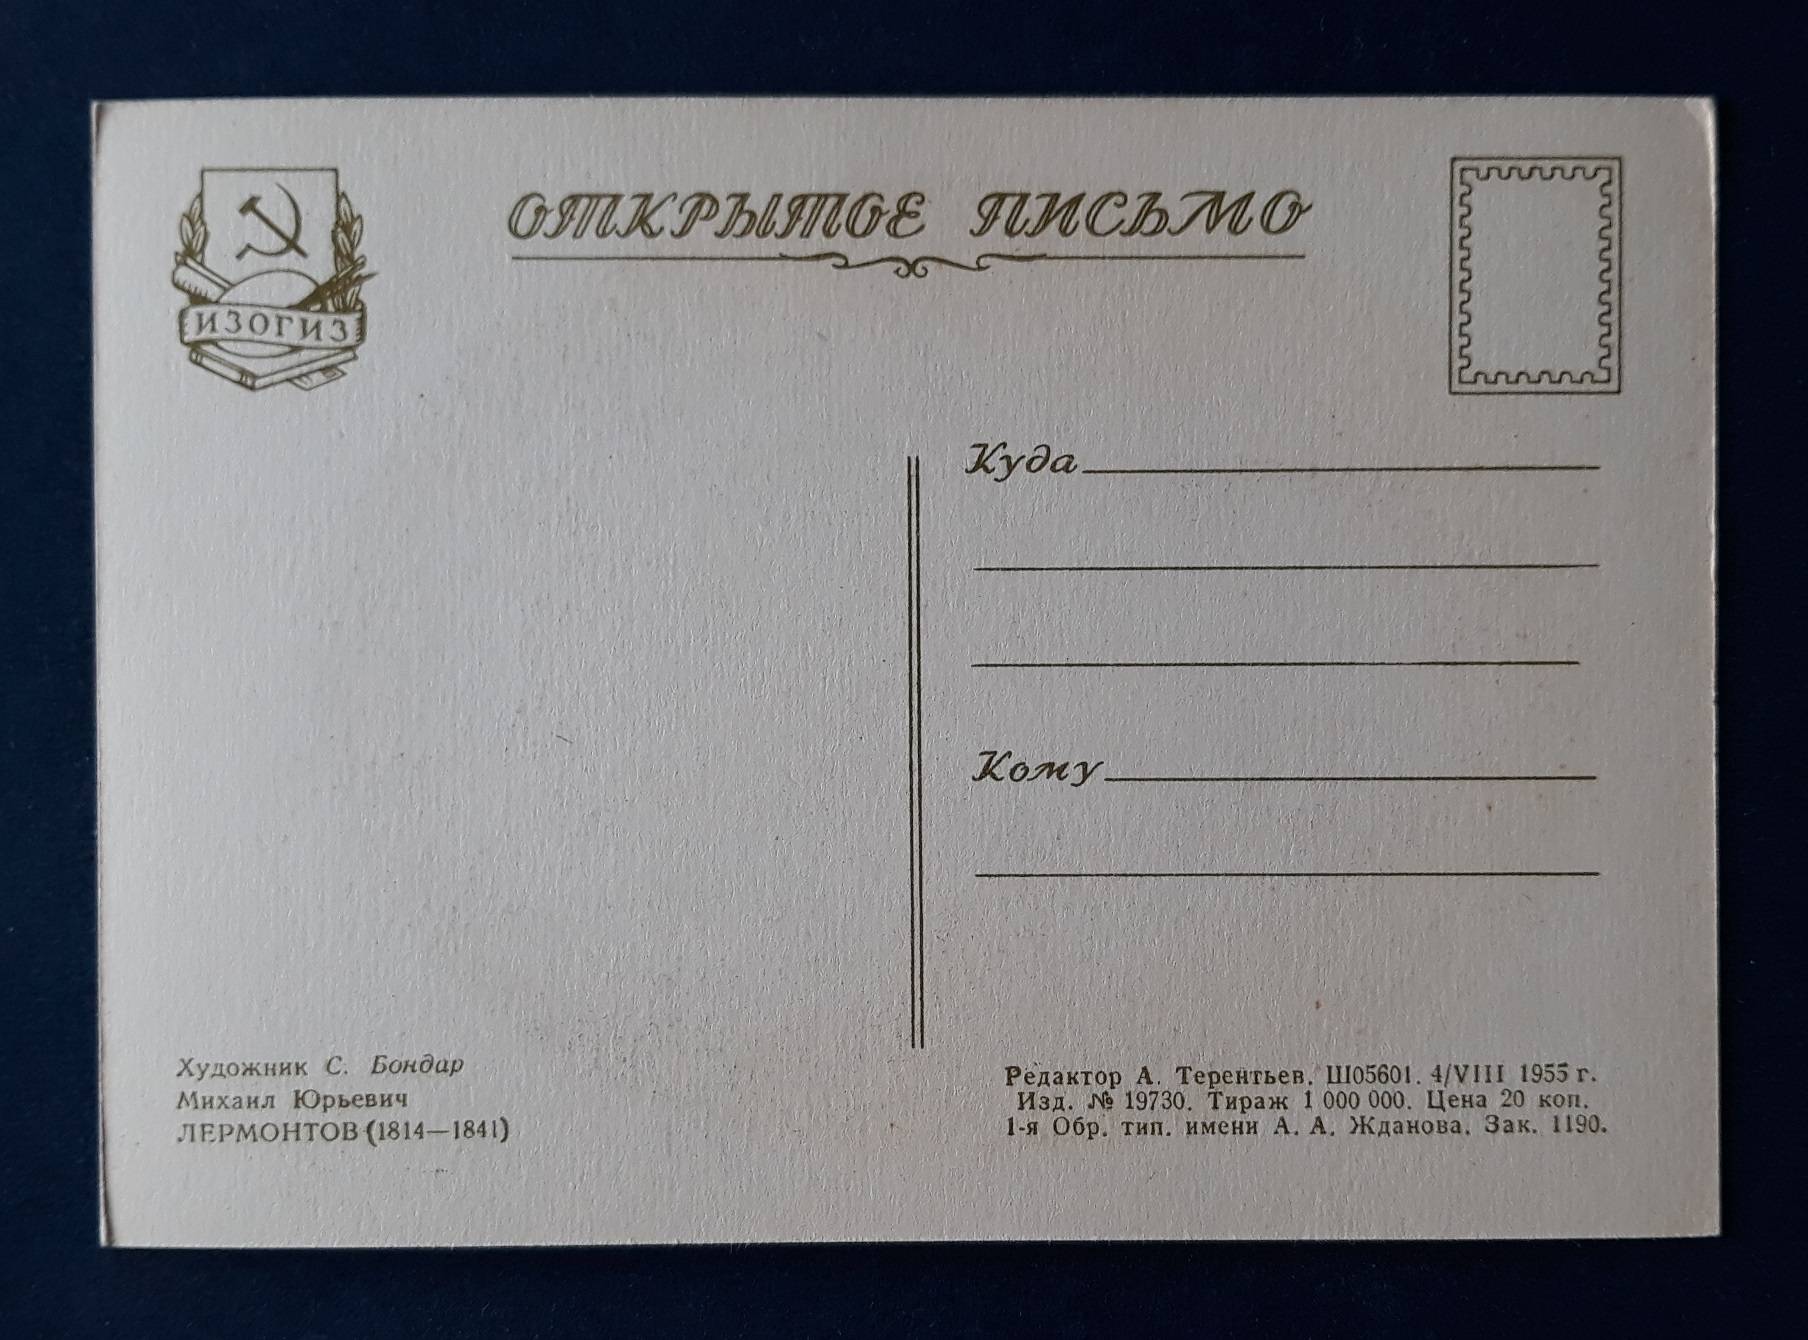 ИЗОГИЗ
ОТКРЫТОЕ ПИСЬМО
Куда
Кому
Художник С. Бондар
Михаил Юрьевич
ЛЕРМОНТОВ (1814—1841)
Редактор А. Терентьев. Ш05601. 4/VIII 1955 г.
Изд. № 19730. Тираж 1 000 000. Цена 20 коп.
1-я Обр. тип. имени А. А. Жданова. Зак. 1190.